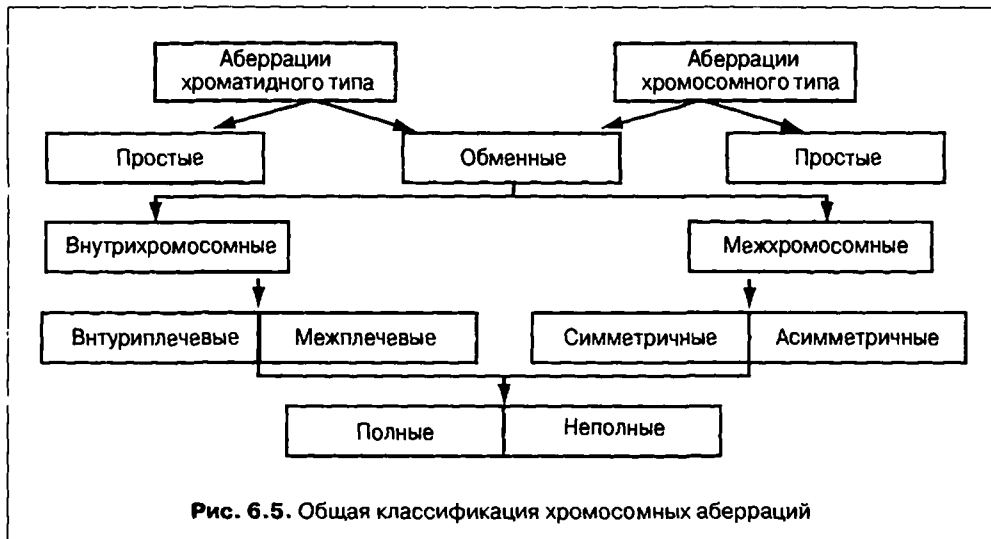 Аберрации
хроматидного типа
Аберрации
хромосомного типа
Простые
Обменные
Простые
Внутрихромосомные
Межхромосомные
Внтуриплечевые
Межплечевые
Симметричные
Асимметричные
Полные
Неполные
Рис. 6.5. Общая классификация хромосомных аберраций